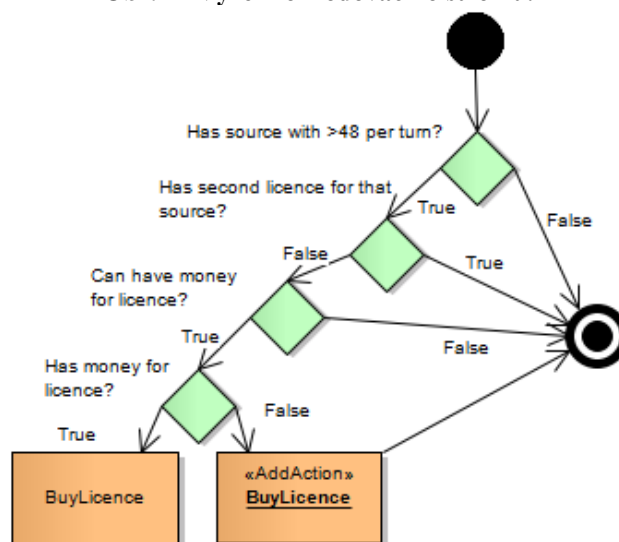 Has source with >48 per turn?
Has second licence for that
source?
True
False
False
True
Can have money
for licence?
True
False
Has money for
licence?
False
True
«AddAction»
BuyLicence
BuyLicence